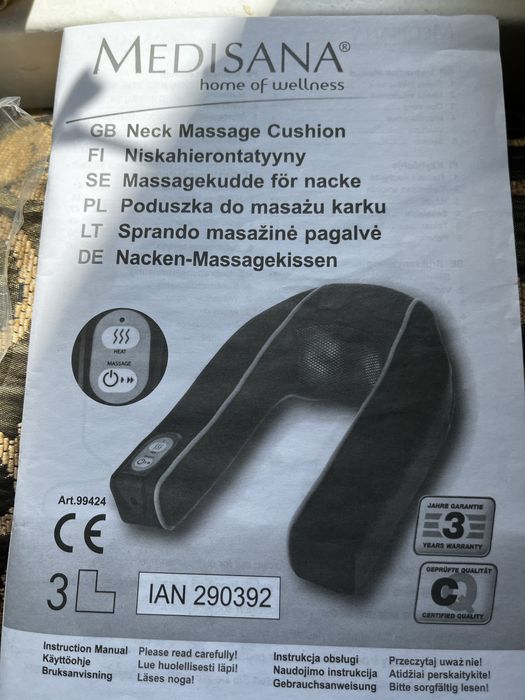 MEDISANA®
home of wellness
GB Neck Massage Cushion
FI Niskahierontatyyny
SE Massagekudde för nacke
PL Poduszka do masażu karku
LT Sprando masažinė pagalvė
DE Nacken-Massagekissen
HEAT
MASSAGE
Art.99424
CE
JAHRE GARANTIE
3
YEARS WARRANTY
GEPRÜFTE QUALITÄT
CQ
CERTIFIED QUALITY
3
IAN 290392
Instruction Manual Please read carefully!
Käyttöohje Lue huolellisesti läpi!
Bruksanvisning Läses noga!
Instrukcja obsługi Przeczytaj uważnie!
Naudojimo instrukcija Atidžiai perskaitykite!
Gebrauchsanweisung Bitte sorgfältig lesen!